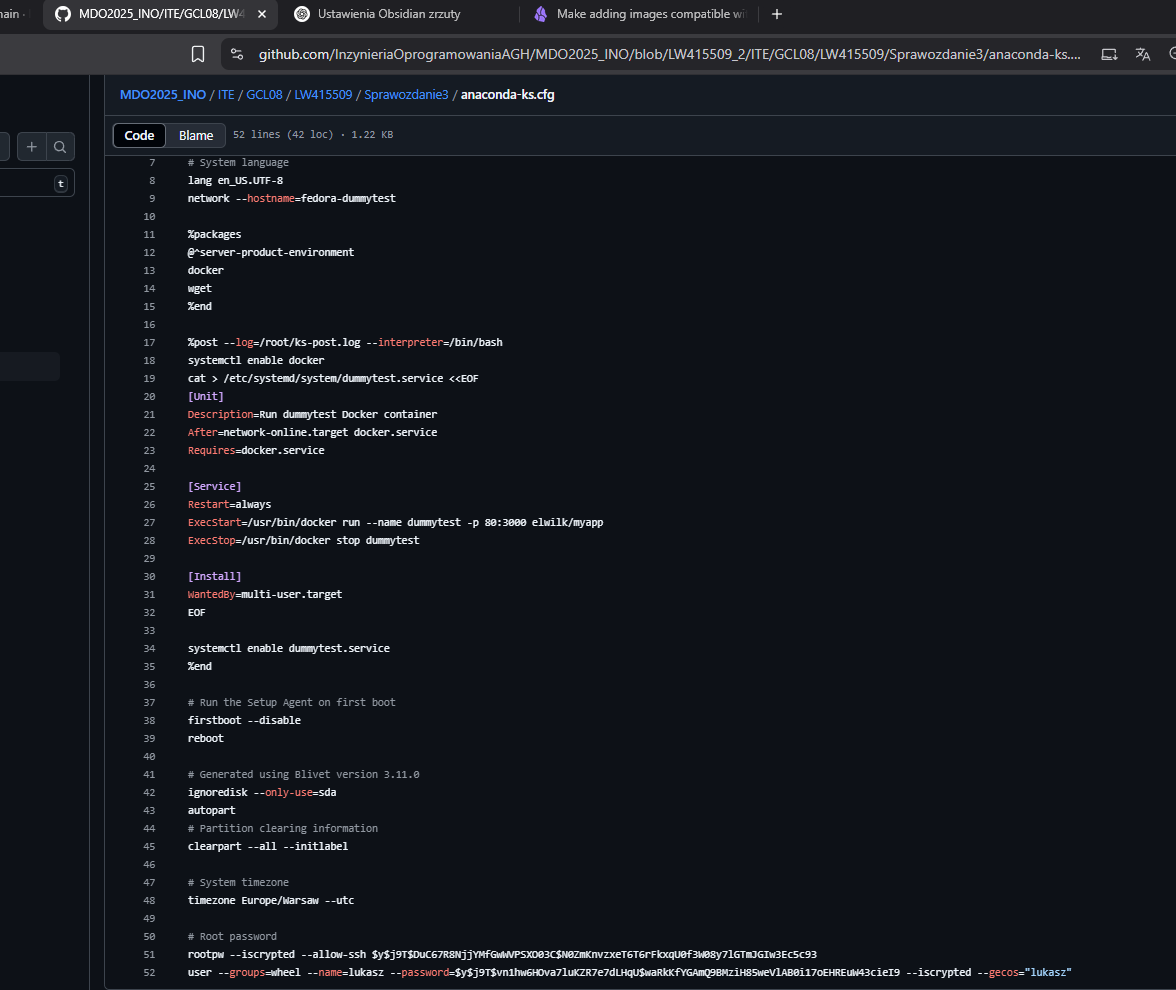 main
MDO2025_INO/ITE/GCL08/LW4
Ustawienia Obsidian zrzuty
Make adding images compatible wi
github.com/InzynieriaOprogramowaniaAGH/MDO2025_INO/blob/LW415509_2/ITE/GCL08/LW415509/Sprawozdanie3/anaconda-ks....
MDO2025_INO / ITE / GCL08 / LW415509 / Sprawozdanie3 / anaconda-ks.cfg
Code Blame 52 lines (42 loc) · 1.22 KB
t
7 # System language
8 lang en_US.UTF-8
9 network --hostname=fedora-dummytest
10
11 %packages
12 @^server-product-environment
13 docker
14 wget
15 %end
16
17 %post --log=/root/ks-post.log --interpreter=/bin/bash
18 systemctl enable docker
19 cat > /etc/systemd/system/dummytest.service <<EOF
20 [Unit]
21 Description=Run dummytest Docker container
22 After=network-online.target docker.service
23 Requires=docker.service
24
25 [Service]
26 Restart=always
27 ExecStart=/usr/bin/docker run --name dummytest -p 80:3000 elwilk/myapp
28 ExecStop=/usr/bin/docker stop dummytest
29
30 [Install]
31 WantedBy=multi-user.target
32 EOF
33
34 systemctl enable dummytest.service
35 %end
36
37 # Run the Setup Agent on first boot
38 firstboot --disable
39 reboot
40
41 # Generated using Blivet version 3.11.0
42 ignoredisk --only-use=sda
43 autopart
44 # Partition clearing information
45 clearpart --all --initlabel
46
47 # System timezone
48 timezone Europe/Warsaw --utc
49
50 # Root password
51 rootpw --iscrypted --allow-ssh
52 user --groups=wheel --name=lukasz --iscrypted --gecos="lukasz"